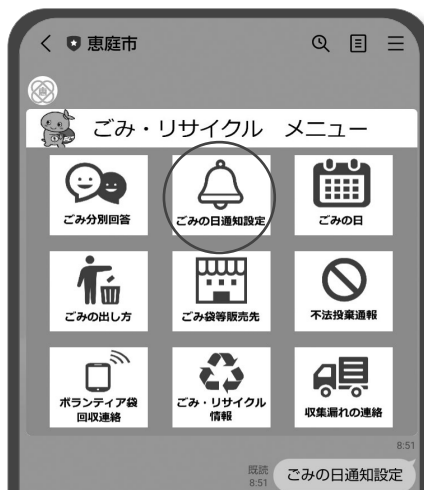 恵庭市
ごみ・リサイクル メニュー
ごみ分別回答
ごみの日通知設定
ごみの日
ごみの出し方
ごみ袋等販売先
不法投棄通報
ボランティア袋
回収連絡
ごみ・リサイクル
情報
収集漏れの連絡
8:51
既読
8:51
ごみの日通知設定